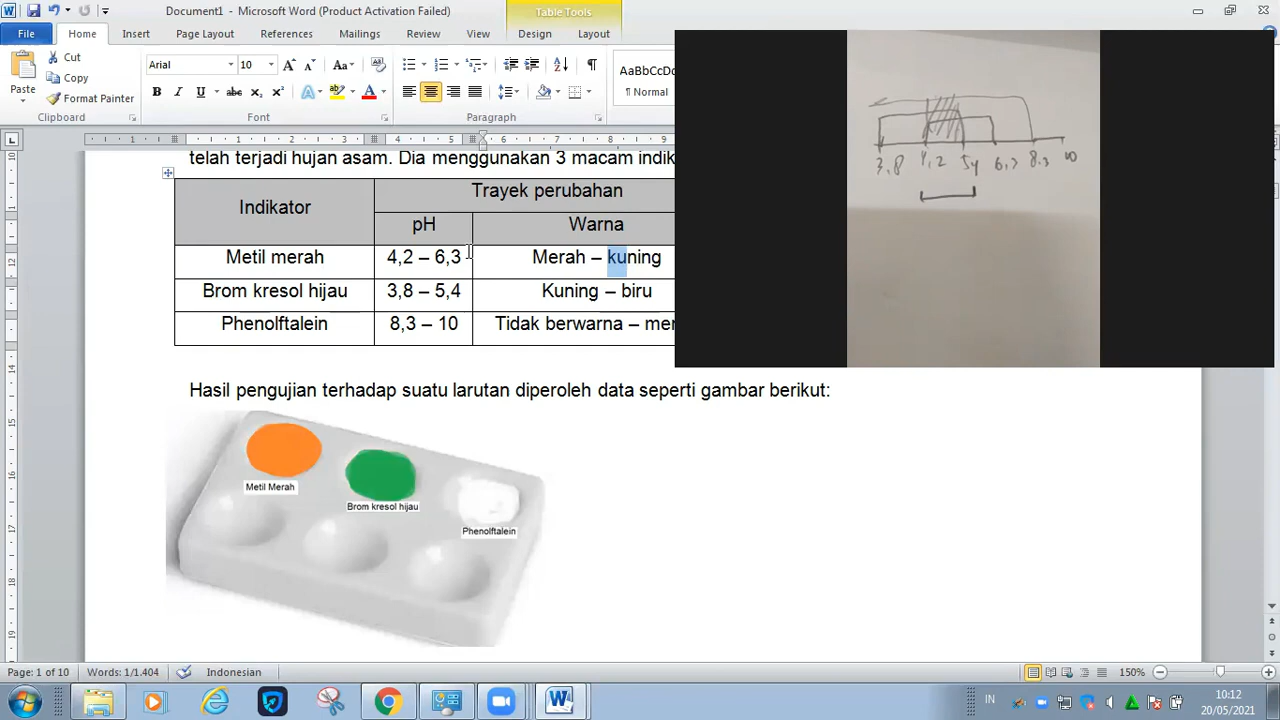 Document1 - Microsoft Word (Product Activation Failed)
Table Tools
File Home Insert Page Layout References Mailings Review View Design Layout
Cut
Copy
Format Painter
Paste
Arial 10
AaBbCcDd
¶ Normal
telah terjadi hujan asam. Dia menggunakan 3 macam indik
Indikator
Trayek perubahan
pH Warna
Metil merah 4,2 – 6,3 Merah – kuning
Brom kresol hijau 3,8 – 5,4 Kuning – biru
Phenolftalein 8,3 – 10 Tidak berwarna – mer
3,8 4,2 5,4 6,3 8,3 10
Hasil pengujian terhadap suatu larutan diperoleh data seperti gambar berikut:
Metil Merah
Brom kresol hijau
Phenolftalein
Page: 1 of 10 Words: 1/1.404 Indonesian 150%
IN 10:12
20/05/2021